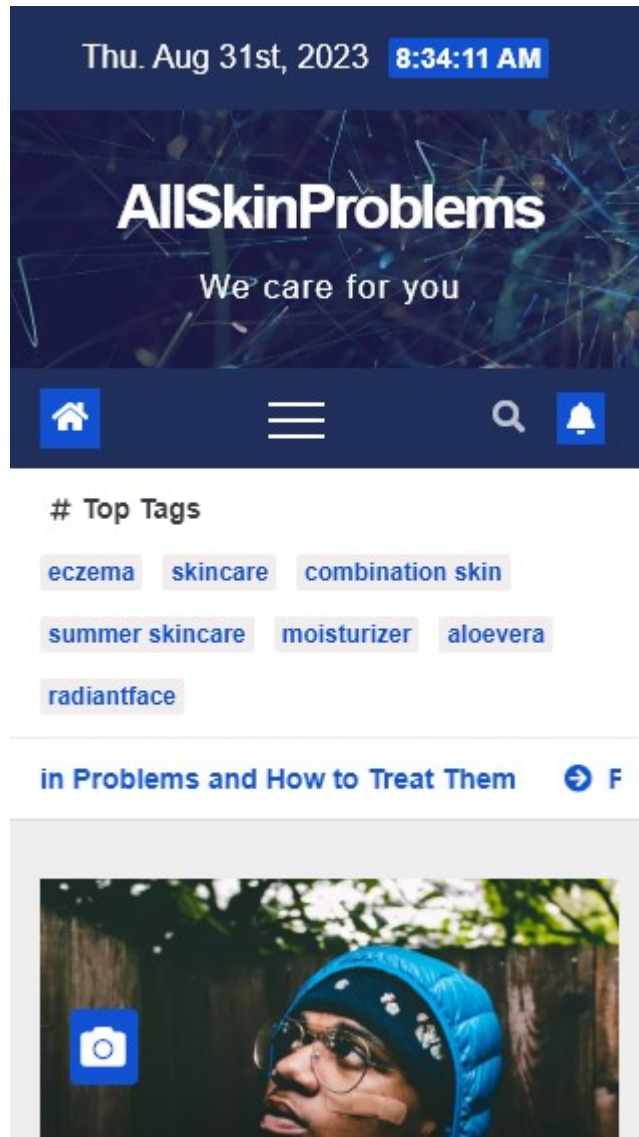 Thu. Aug 31st, 2023 8:34:11 AM
AllSkinProblems
We care for you
# Top Tags
eczema skincare combination skin
summer skincare moisturizer aloevera
radiantface
in Problems and How to Treat Them F